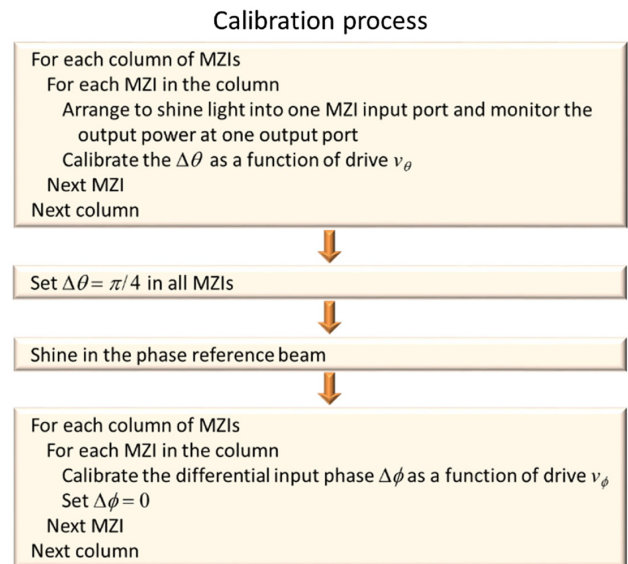 Calibration process
For each column of MZIs
For each MZI in the column
Arrange to shine light into one MZI input port and monitor the
output power at one output port
Calibrate the Δθ as a function of drive v_θ
Next MZI
Next column
Set Δθ = π/4 in all MZIs
Shine in the phase reference beam
For each column of MZIs
For each MZI in the column
Calibrate the differential input phase Δϕ as a function of drive v_ϕ
Set Δϕ = 0
Next MZI
Next column